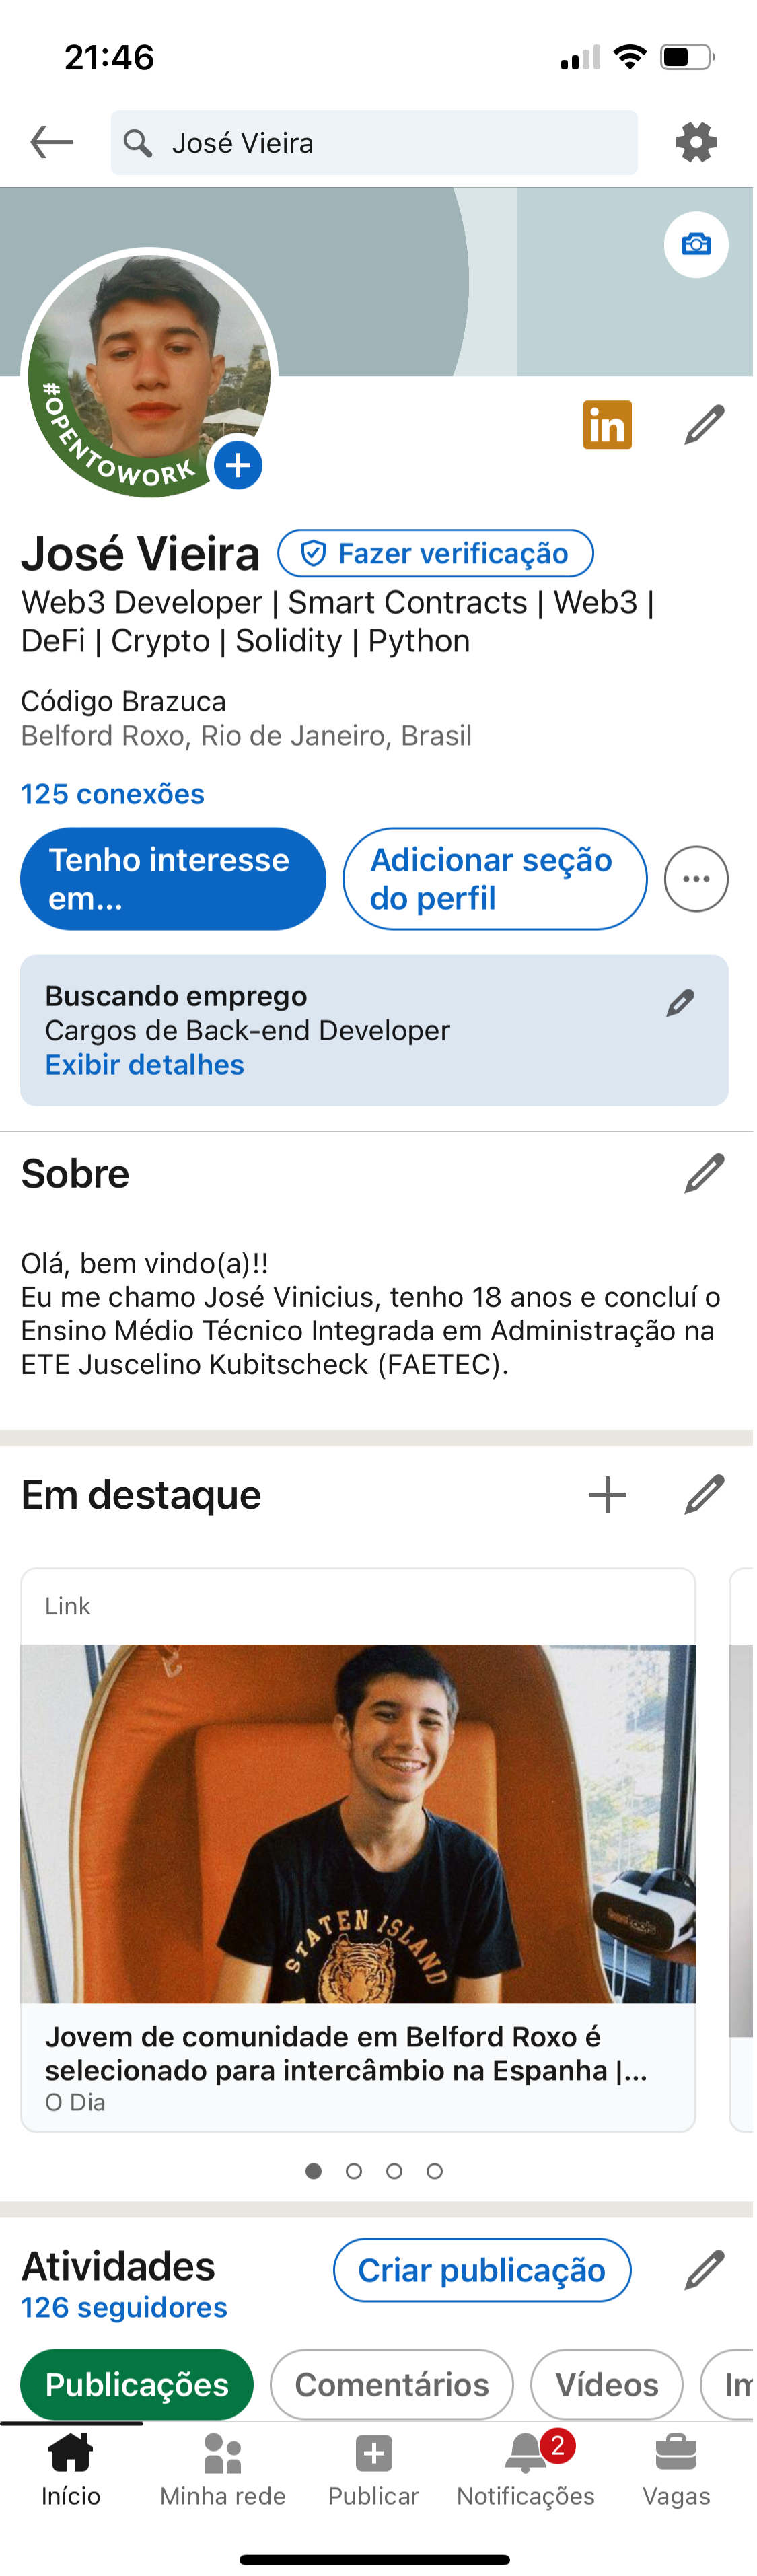 21:46
José Vieira
#OPENTOWORK
in
José Vieira
Fazer verificação
Web3 Developer | Smart Contracts | Web3 |
DeFi | Crypto | Solidity | Python
Código Brazuca
Belford Roxo, Rio de Janeiro, Brasil
125 conexões
Tenho interesse
em...
Adicionar seção
do perfil
Buscando emprego
Cargos de Back-end Developer
Exibir detalhes
Sobre
Olá, bem vindo(a)!!
Eu me chamo José Vinicius, tenho 18 anos e concluí o
Ensino Médio Técnico Integrada em Administração na
ETE Juscelino Kubitscheck (FAETEC).
Em destaque
Link
STATEN ISLAND
Jovem de comunidade em Belford Roxo é
selecionado para intercâmbio na Espanha |...
O Dia
Atividades
Criar publicação
126 seguidores
Publicações
Comentários
Vídeos
Im
2
Início
Minha rede
Publicar
Notificações
Vagas